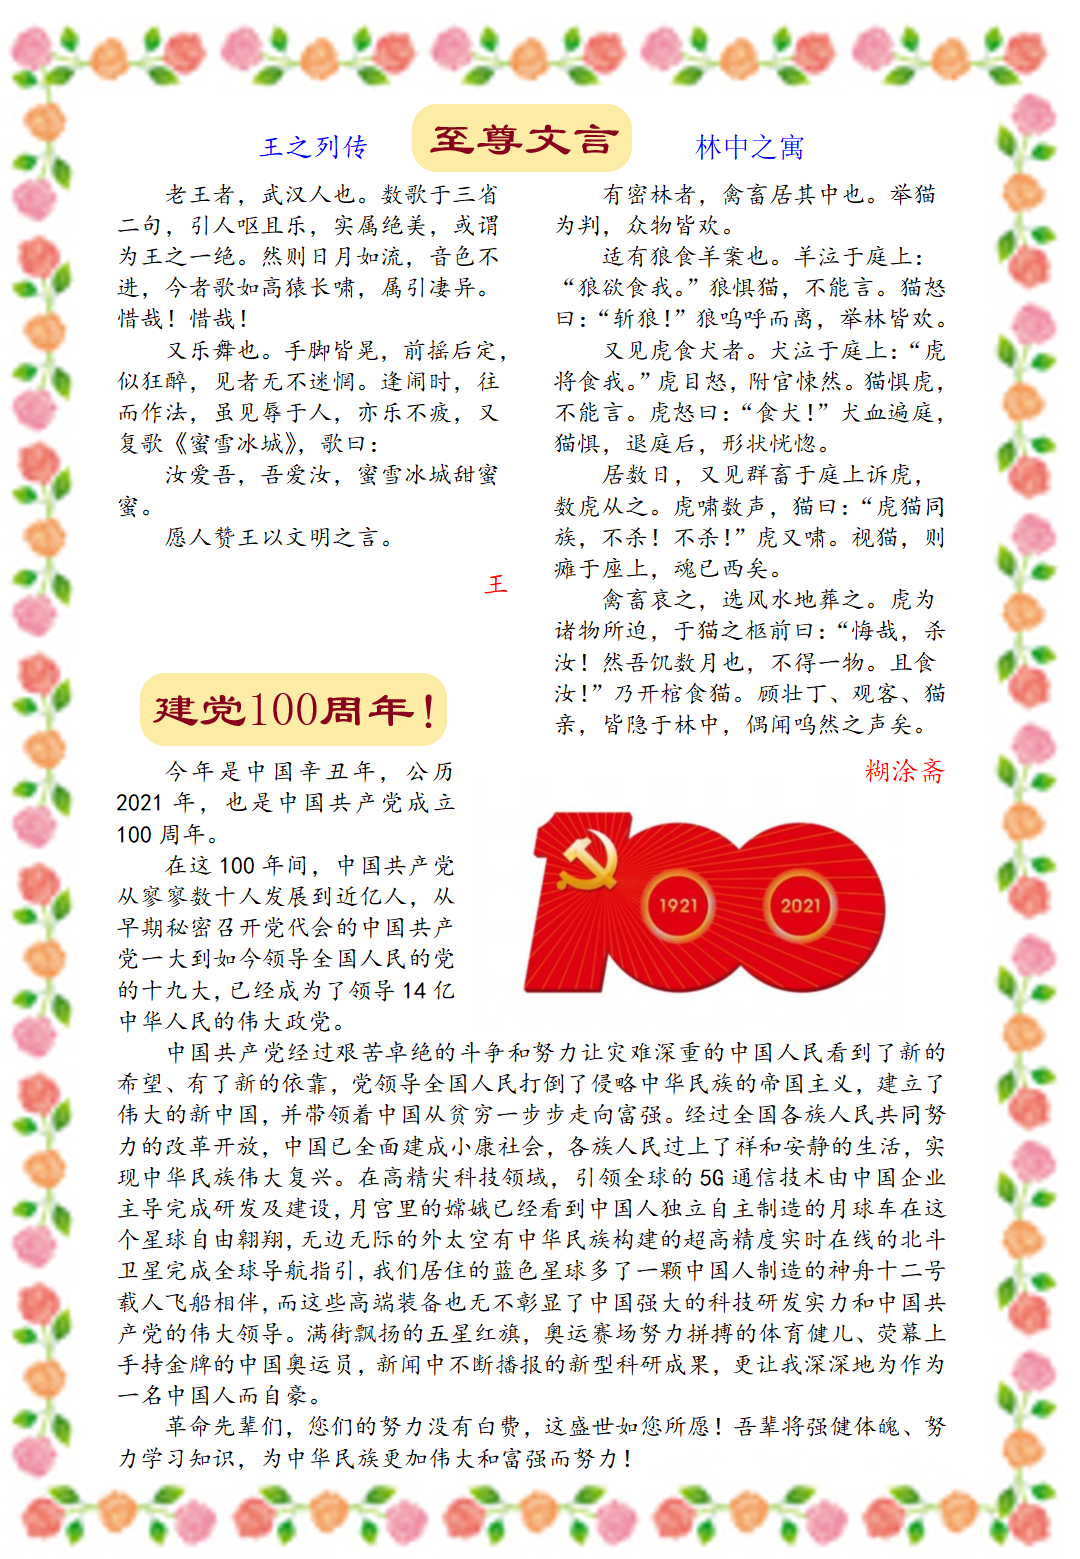 至尊文言
王之列传
老王者，武汉人也。数歌于三省
二句，引人呕且乐，实属绝美，或谓
为王之一绝。然则日月如流，音色不
进，今者歌如高猿长啸，属引凄异。
惜哉！惜哉！
又乐舞也。手脚皆晃，前摇后定，
似狂醉，见者无不迷惘。逢闹时，往
而作法，虽见辱于人，亦乐不疲，又
复歌《蜜雪冰城》，歌曰：
汝爱吾，吾爱汝，蜜雪冰城甜蜜
蜜。
愿人赞王以文明之言。
王
林中之寓
有密林者，禽畜居其中也。举猫
为判，众物皆欢。
适有狼食羊案也。羊泣于庭上：
“狼欲食我。”狼惧猫，不能言。猫怒
曰：“斩狼！”狼呜呼而离，举林皆欢。
又见虎食犬者。犬泣于庭上：“虎
将食我。”虎目怒，附官悚然。猫惧虎，
不能言。虎怒曰：“食犬！”犬血遍庭，
猫惧，退庭后，形状恍惚。
居数日，又见群畜于庭上诉虎，
数虎从之。虎啸数声，猫曰：“虎猫同
族，不杀！不杀！”虎又啸。视猫，则
瘫于座上，魂已西矣。
禽畜哀之，选风水地葬之。虎为
诸物所迫，于猫之柩前曰：“悔哉，杀
汝！然吾饥数月也，不得一物。且食
汝！”乃开棺食猫。顾壮丁、观客、猫
亲，皆隐于林中，偶闻呜然之声矣。
糊涂斋
建党100周年！
今年是中国辛丑年，公历
2021 年，也是中国共产党成立
100 周年。
在这 100 年间，中国共产党
从寥寥数十人发展到近亿人，从
早期秘密召开党代会的中国共产
党一大到如今领导全国人民的党
的十九大，已经成为了领导 14 亿
中华人民的伟大政党。
1921
2021
中国共产党经过艰苦卓绝的斗争和努力让灾难深重的中国人民看到了新的
希望、有了新的依靠，党领导全国人民打倒了侵略中华民族的帝国主义，建立了
伟大的新中国，并带领着中国从贫穷一步步走向富强。经过全国各族人民共同努
力的改革开放，中国已全面建成小康社会，各族人民过上了祥和安静的生活，实
现中华民族伟大复兴。在高精尖科技领域，引领全球的 5G 通信技术由中国企业
主导完成研发及建设，月宫里的嫦娥已经看到中国人独立自主制造的月球车在这
个星球自由翱翔，无边无际的外太空有中华民族构建的超高精度实时在线的北斗
卫星完成全球导航指引，我们居住的蓝色星球多了一颗中国人制造的神舟十二号
载人飞船相伴，而这些高端装备也无不彰显了中国强大的科技研发实力和中国共
产党的伟大领导。满街飘扬的五星红旗，奥运赛场努力拼搏的体育健儿、荧幕上
手持金牌的中国奥运员，新闻中不断播报的新型科研成果，更让我深深地为作为
一名中国人而自豪。
革命先辈们，您们的努力没有白费，这盛世如您所愿！吾辈将强健体魄、努
力学习知识，为中华民族更加伟大和富强而努力！